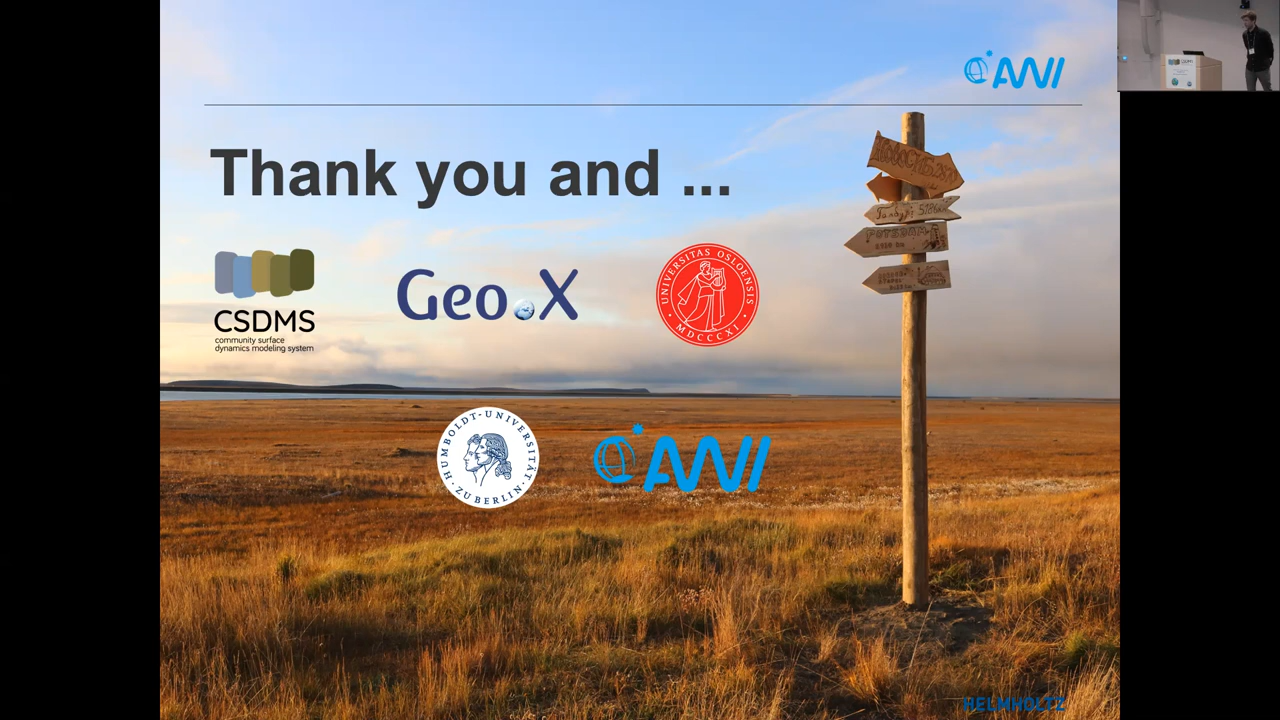 AWI
Thank you and ...
CSDMS
community surface
dynamics modeling system
Geo.X
UNIVERSITAS OSLOENSIS
MDCCCXI
HUMBOLDT-UNIVERSITÄT
ZU BERLIN
AWI
POTSDAM
HELMHOLTZ